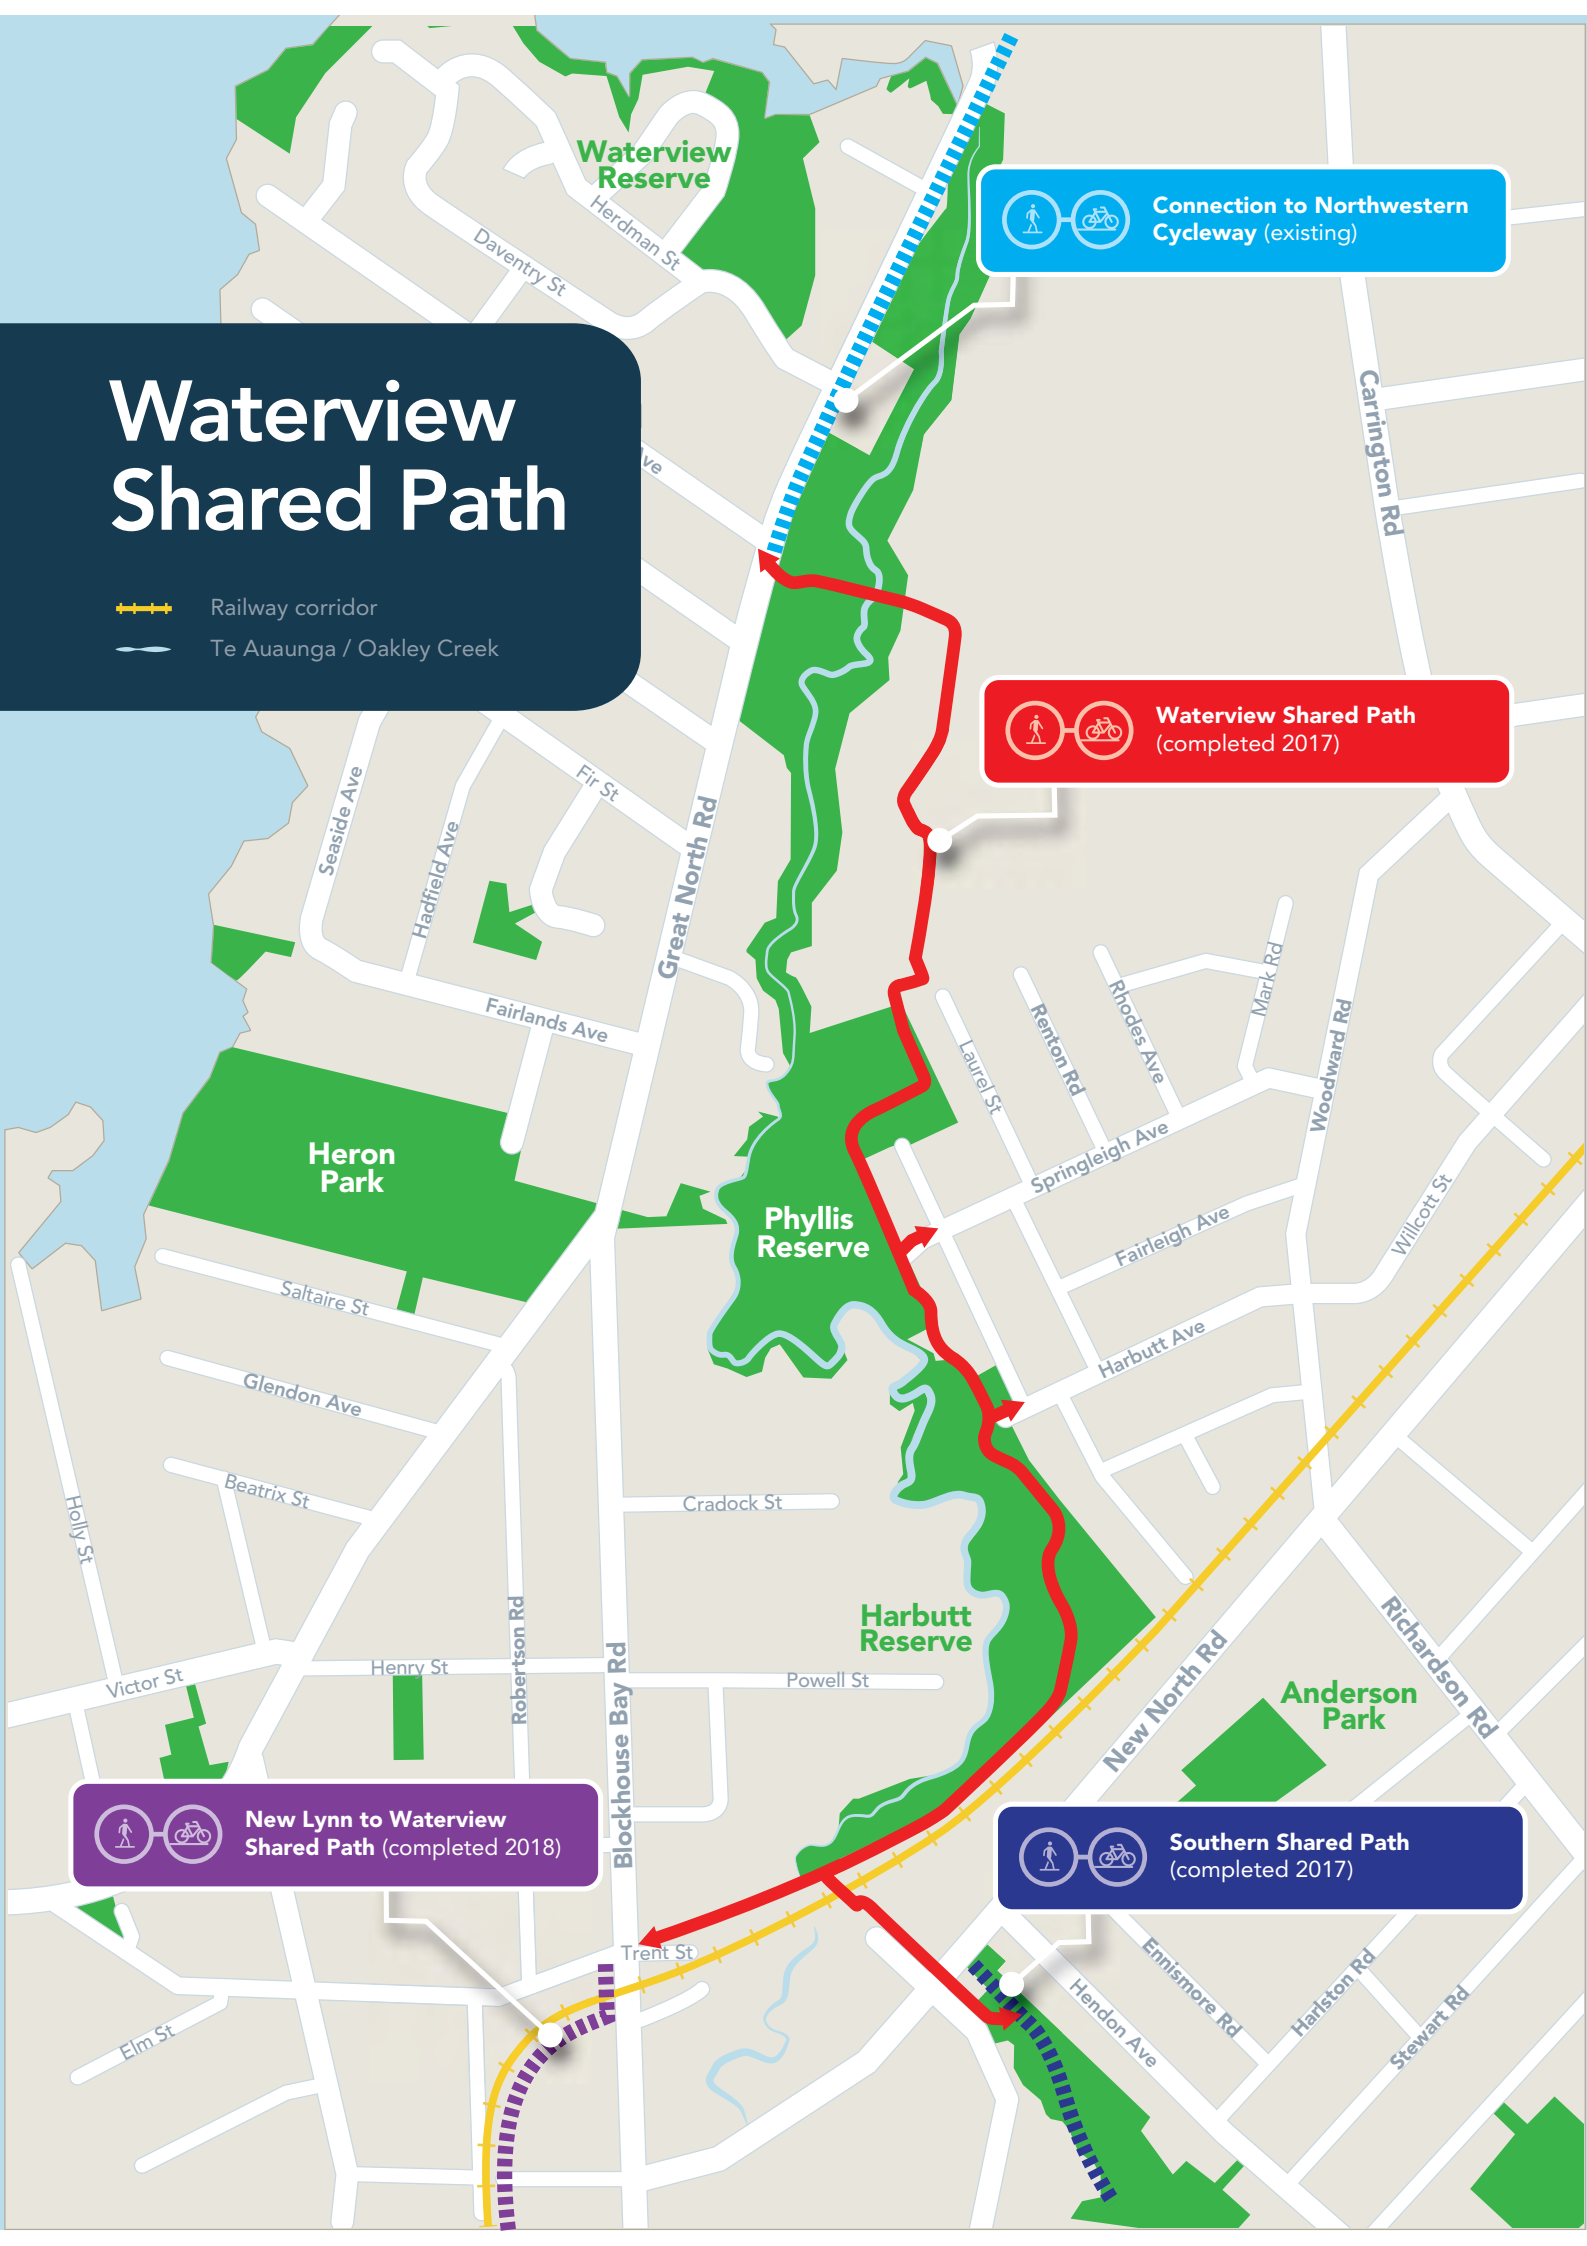 Waterview
Reserve
Herdman St
Daventry St
Connection to Northwestern
Cycleway (existing)
Waterview
Shared Path
Railway corridor
Te Auaunga / Oakley Creek
Ave
Carrington Rd
Waterview Shared Path
(completed 2017)
Seaside Ave
Hadfield Ave
Fir St
Great North Rd
Fairlands Ave
Mark Rd
Rhodes Ave
Renton Rd
Laurel St
Woodward Rd
Springleigh Ave
Heron
Park
Phyllis
Reserve
Fairleigh Ave
Willcott St
Saltaire St
Harbutt Ave
Glendon Ave
Beatrix St
Holly St
Cradock St
Robertson Rd
Harbutt
Reserve
Richardson Rd
New North Rd
Anderson
Park
Victor St
Henry St
Blockhouse Bay Rd
Powell St
New Lynn to Waterview
Shared Path (completed 2018)
Southern Shared Path
(completed 2017)
Trent St
Elm St
Hendon Ave
Ennismore Rd
Harlston Rd
Stewart Rd